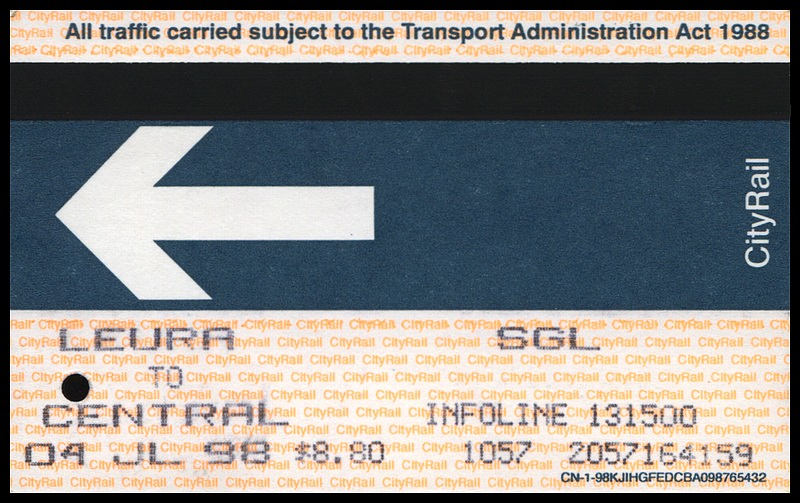 All traffic carried subject to the Transport Administration Act 1988
CityRail
LEURA SGL
TO
CENTRAL INFOLINE 131500
04 JL 98 $8.80 1057 2057164159
CN-1-98KJIHGFEDCBA098765432